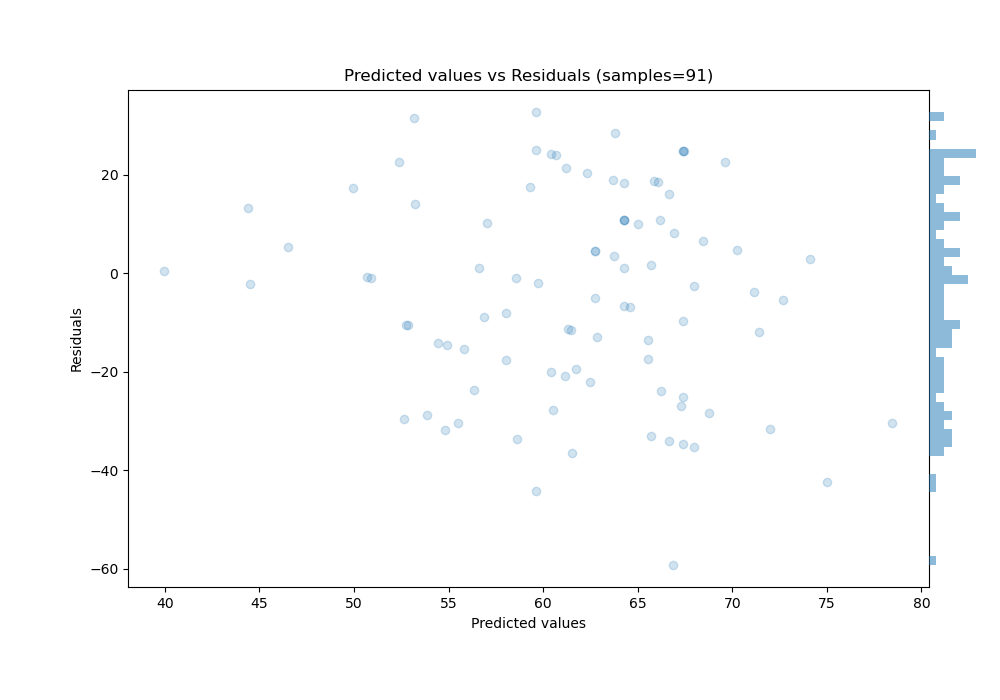 Predicted values vs Residuals (samples=91)
Residuals
20
0
−20
−40
−60
40 45 50 55 60 65 70 75 80
Predicted values